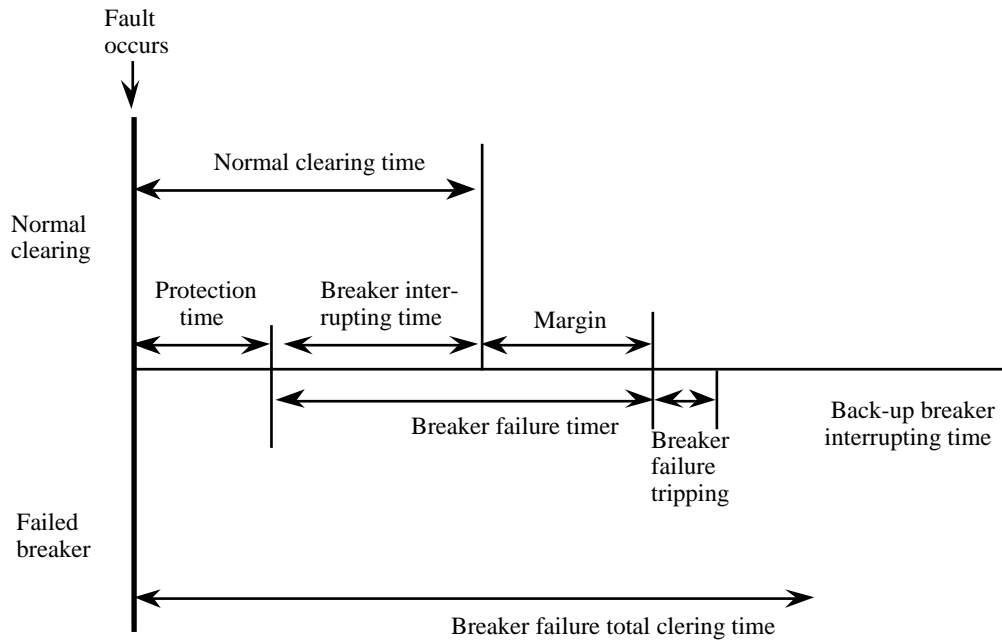 Fault
occurs
Normal clearing time
Normal
clearing
Protection
time
Breaker inter-
rupting time
Margin
Breaker failure timer
Breaker
failure
tripping
Back-up breaker
interrupting time
Failed
breaker
Breaker failure total clering time